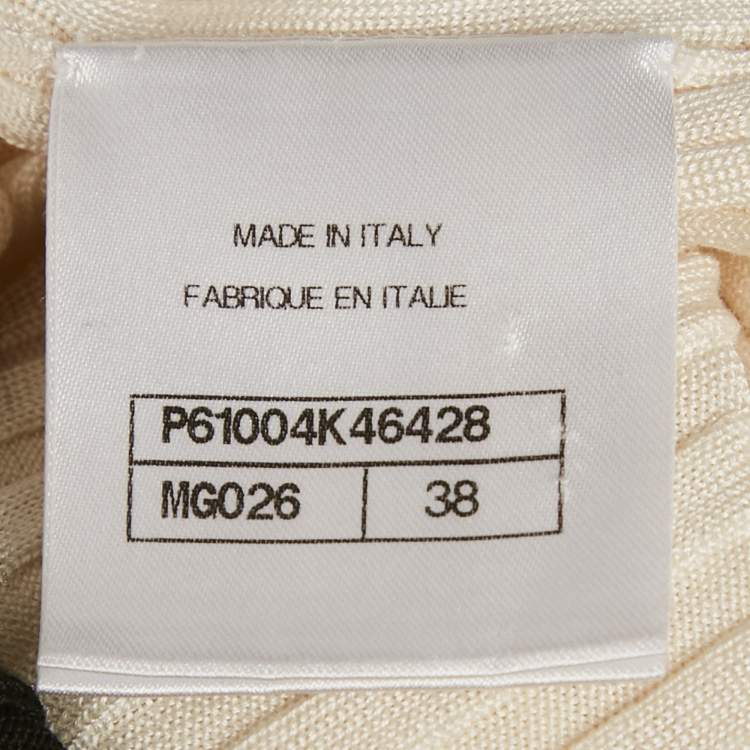 MADE IN ITALY
FABRIQUE EN ITALIE
P61004K46428
MG026 38